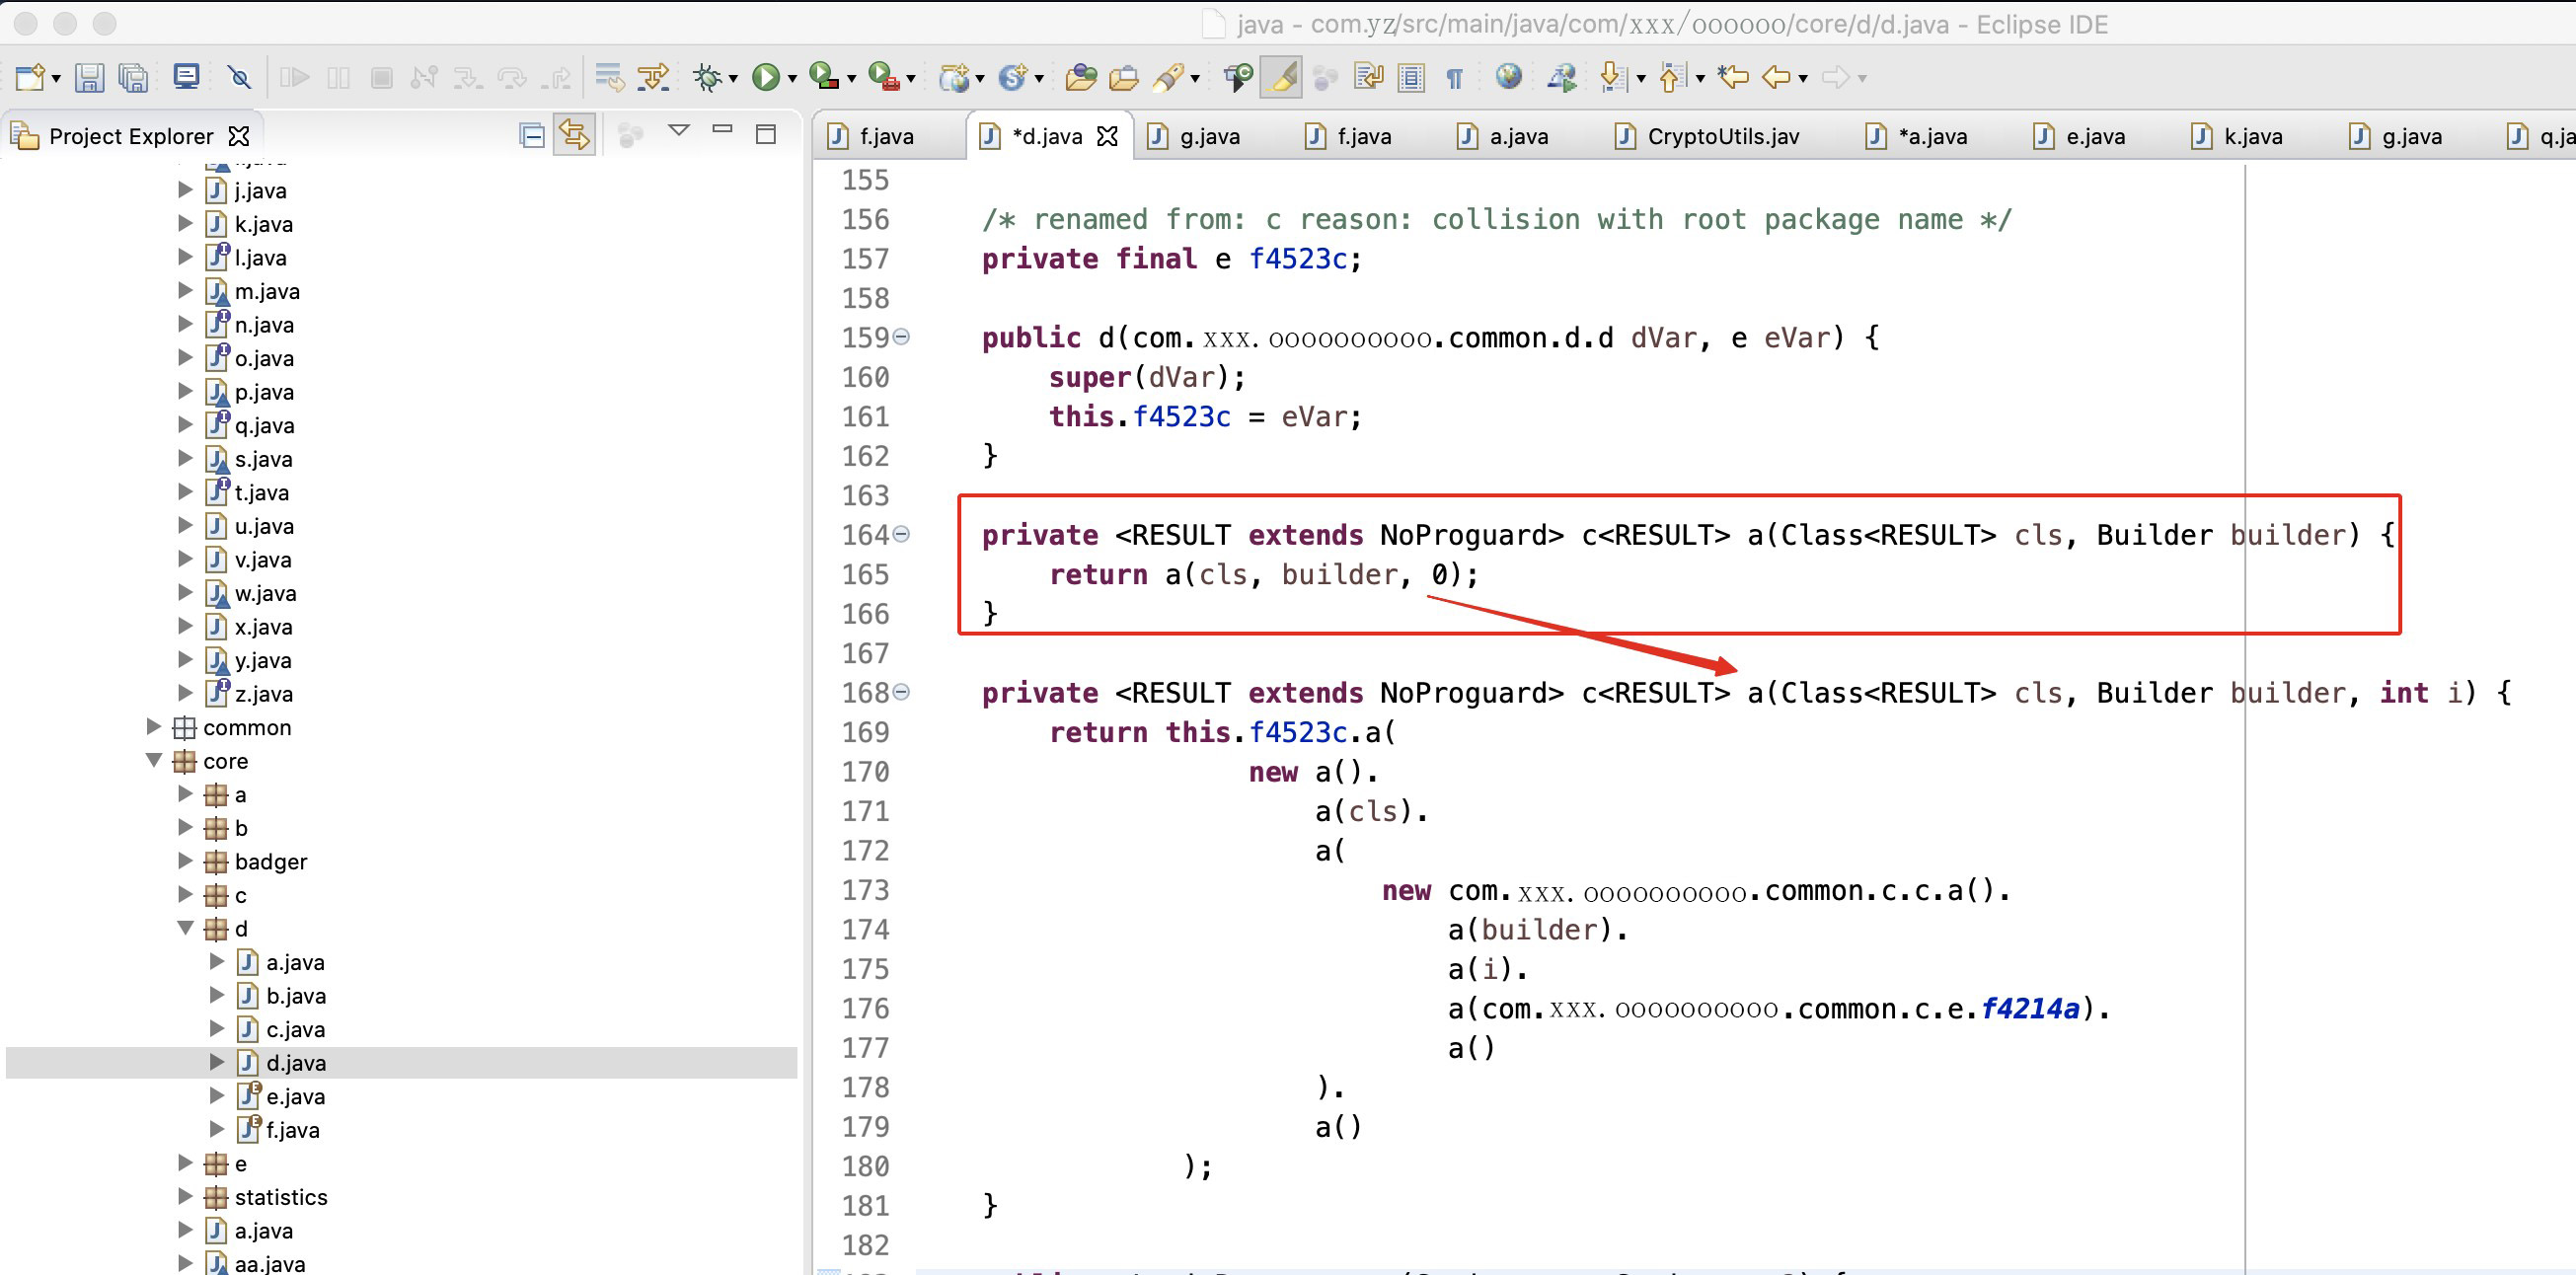 java - com.yz/src/main/java/com/xxx/oooooo/core/d/d.java - Eclipse IDE
Project Explorer
j.java
k.java
l.java
m.java
n.java
o.java
p.java
q.java
s.java
t.java
u.java
v.java
w.java
x.java
y.java
z.java
common
core
a
b
badger
c
d
a.java
b.java
c.java
d.java
e.java
f.java
e
statistics
a.java
aa.java
f.java *d.java g.java f.java a.java CryptoUtils.jav *a.java e.java k.java g.java q.ja
155
156 /* renamed from: c reason: collision with root package name */
157 private final e f4523c;
158
159 public d(com.xxx.oooooooooo.common.d.d dVar, e eVar) {
160 super(dVar);
161 this.f4523c = eVar;
162 }
163
164 private <RESULT extends NoProguard> c<RESULT> a(Class<RESULT> cls, Builder builder) {
165 return a(cls, builder, 0);
166 }
167
168 private <RESULT extends NoProguard> c<RESULT> a(Class<RESULT> cls, Builder builder, int i) {
169 return this.f4523c.a(
170 new a().
171 a(cls).
172 a(
173 new com.xxx.oooooooooo.common.c.c.a().
174 a(builder).
175 a(i).
176 a(com.xxx.oooooooooo.common.c.e.f4214a).
177 a()
178 ).
179 a()
180 );
181 }
182